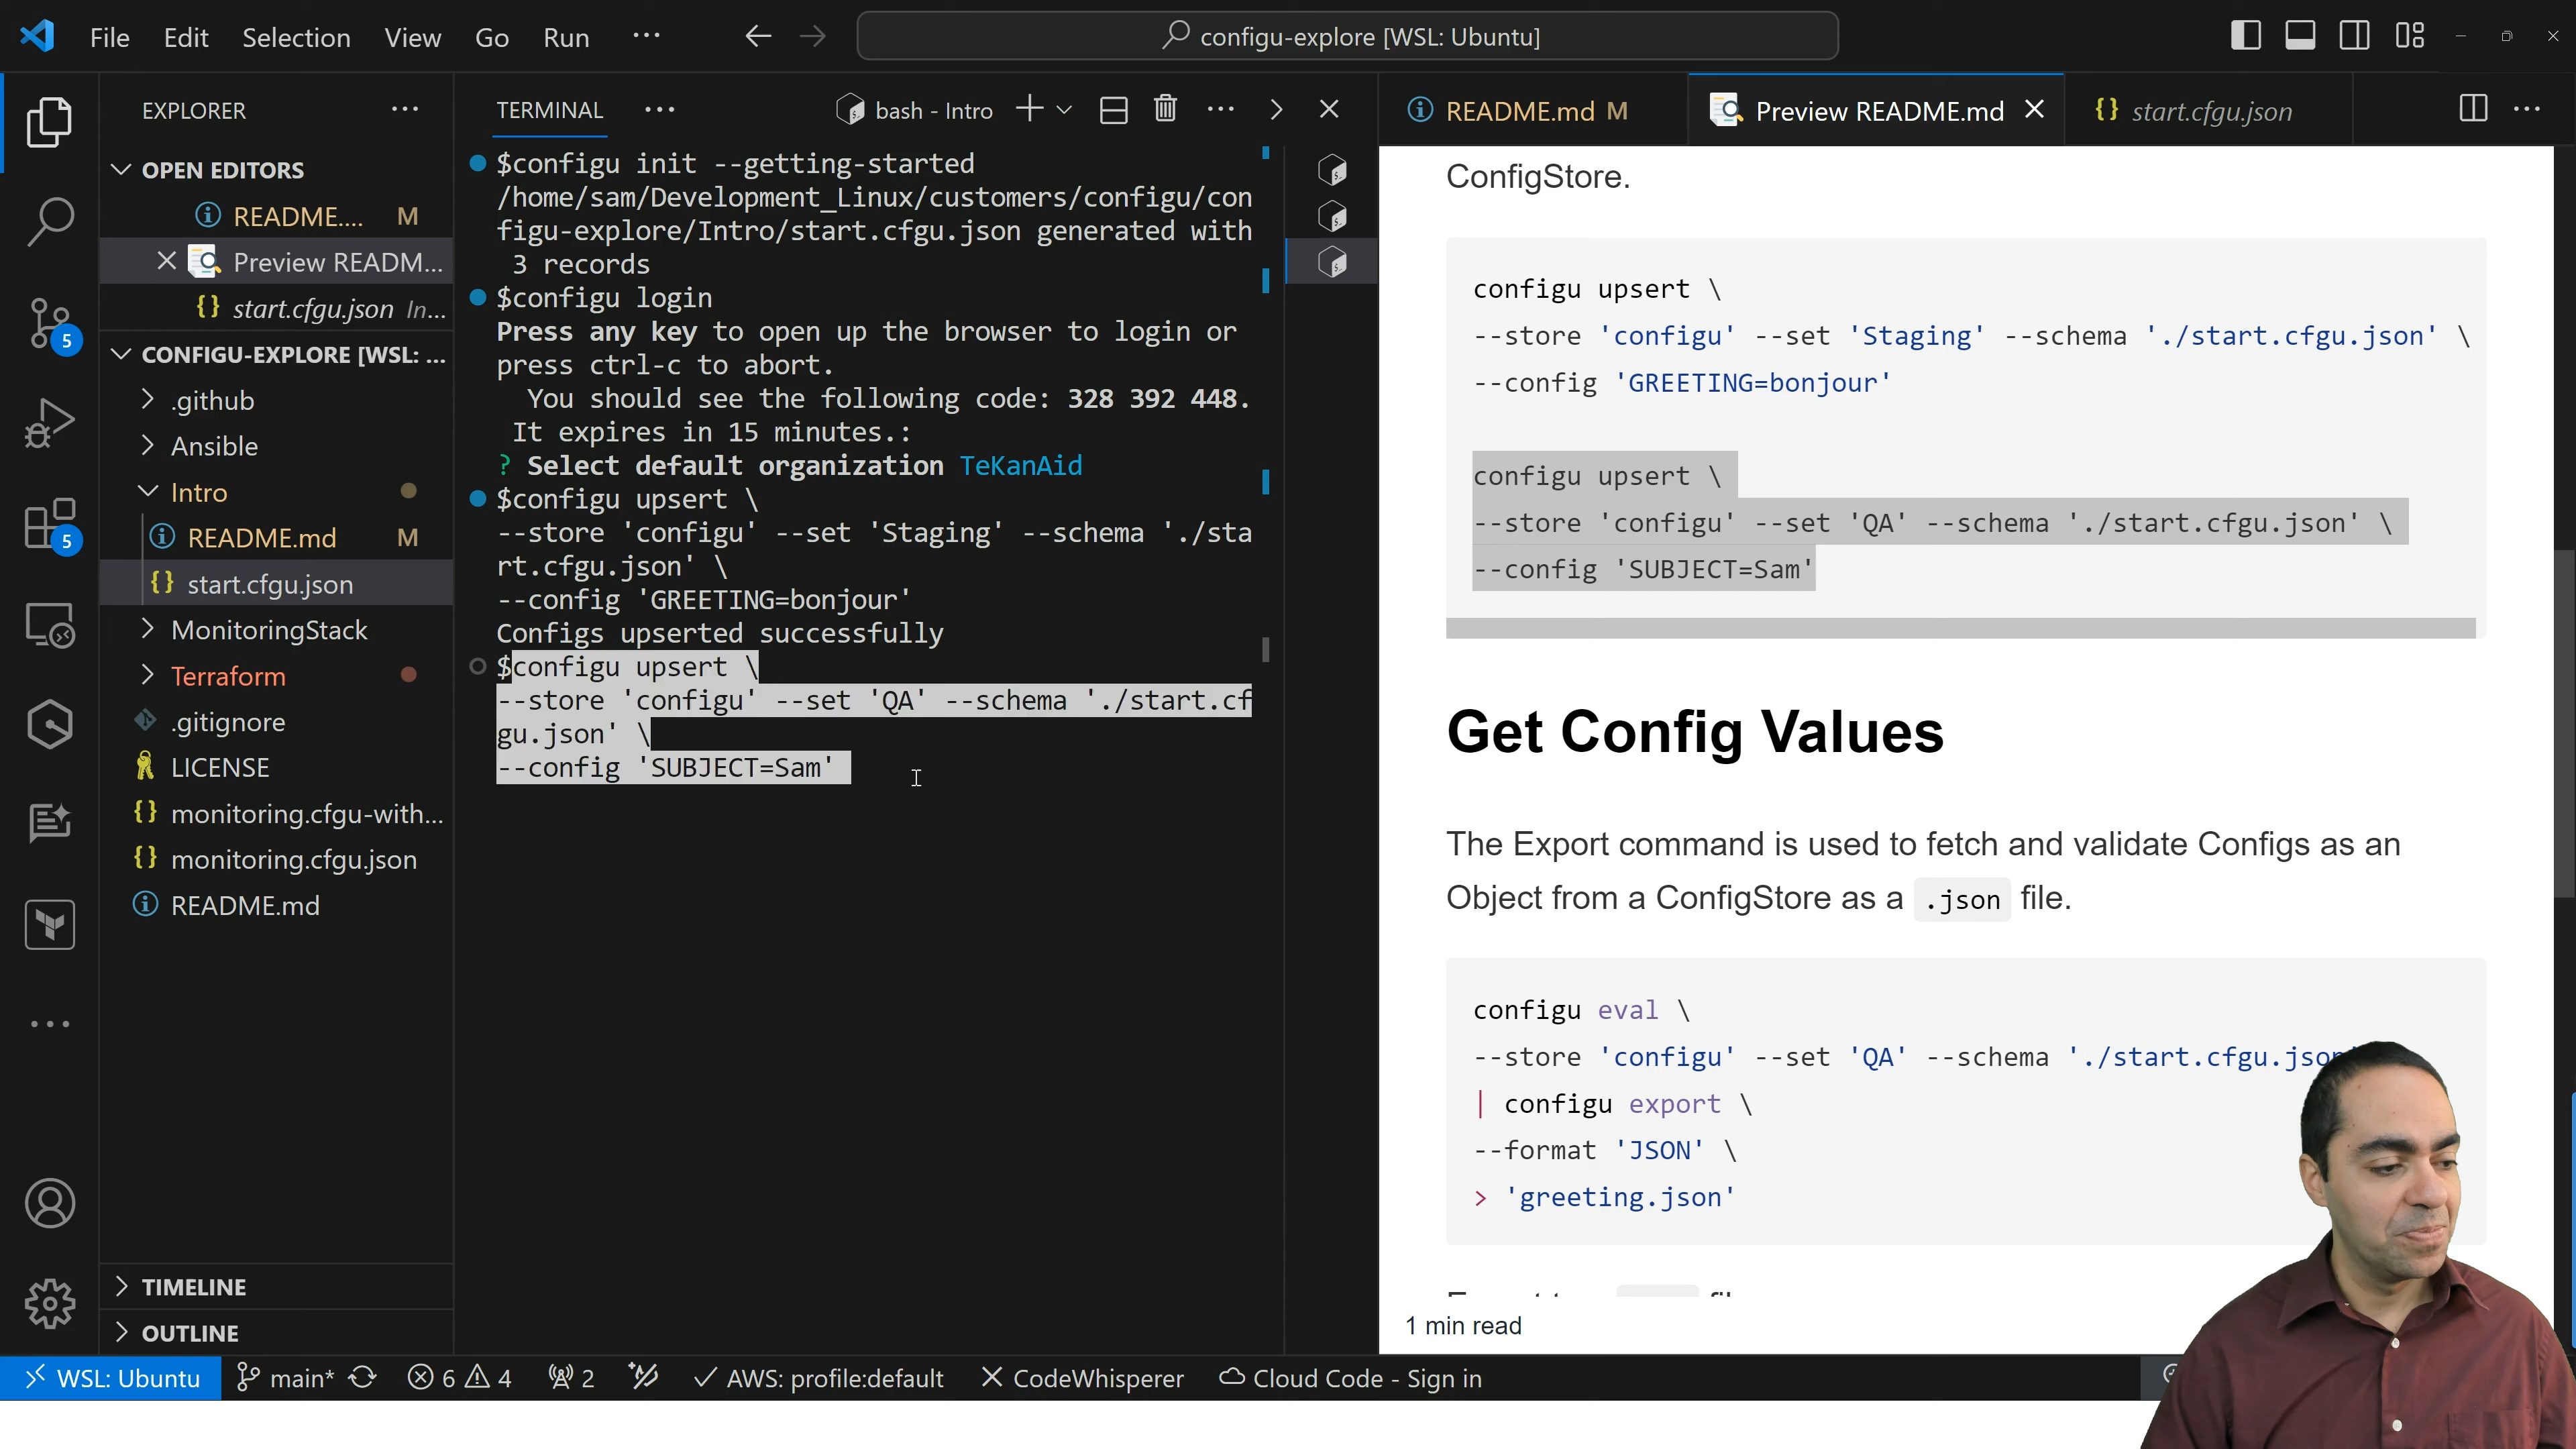 File Edit Selection View Go Run ...
configu-explore [WSL: Ubuntu]
EXPLORER
OPEN EDITORS
README.... M
Preview READM...
start.cfgu.json In...
CONFIGU-EXPLORE [WSL: ...
.github
Ansible
Intro
README.md M
start.cfgu.json
MonitoringStack
Terraform
.gitignore
LICENSE
monitoring.cfgu-with...
monitoring.cfgu.json
README.md
TIMELINE
OUTLINE
5
5
TERMINAL
bash - Intro
$configu init --getting-started
/home/sam/Development_Linux/customers/configu/con
figu-explore/Intro/start.cfgu.json generated with
3 records
$configu login
Press any key to open up the browser to login or
press ctrl-c to abort.
You should see the following code: 328 392 448.
It expires in 15 minutes.:
? Select default organization TeKanAid
$configu upsert \
--store 'configu' --set 'Staging' --schema './sta
rt.cfgu.json' \
--config 'GREETING=bonjour'
Configs upserted successfully
$configu upsert \
--store 'configu' --set 'QA' --schema './start.cf
gu.json' \
--config 'SUBJECT=Sam'
README.md M
Preview README.md
start.cfgu.json
ConfigStore.
configu upsert \
--store 'configu' --set 'Staging' --schema './start.cfgu.json' \
--config 'GREETING=bonjour'
configu upsert \
--store 'configu' --set 'QA' --schema './start.cfgu.json' \
--config 'SUBJECT=Sam'
Get Config Values
The Export command is used to fetch and validate Configs as an
Object from a ConfigStore as a .json file.
configu eval \
--store 'configu' --set 'QA' --schema './start.cfgu.json
| configu export \
--format 'JSON' \
> 'greeting.json'
1 min read
WSL: Ubuntu
main*
6
4
2
AWS: profile:default
CodeWhisperer
Cloud Code - Sign in